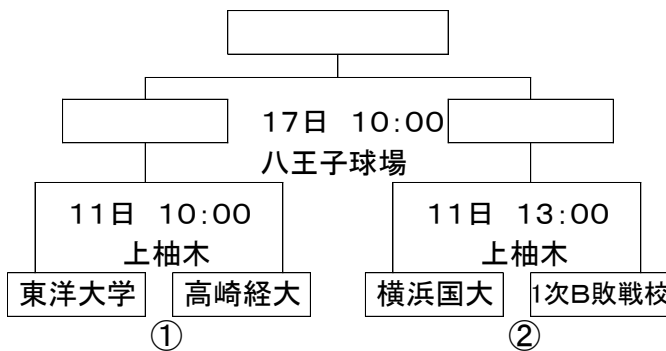 17日 10:00
八王子球場
11日 10:00
上柚木
11日 13:00
上柚木
東洋大学
高崎経大
横浜国大
1次B敗戦校
①
②